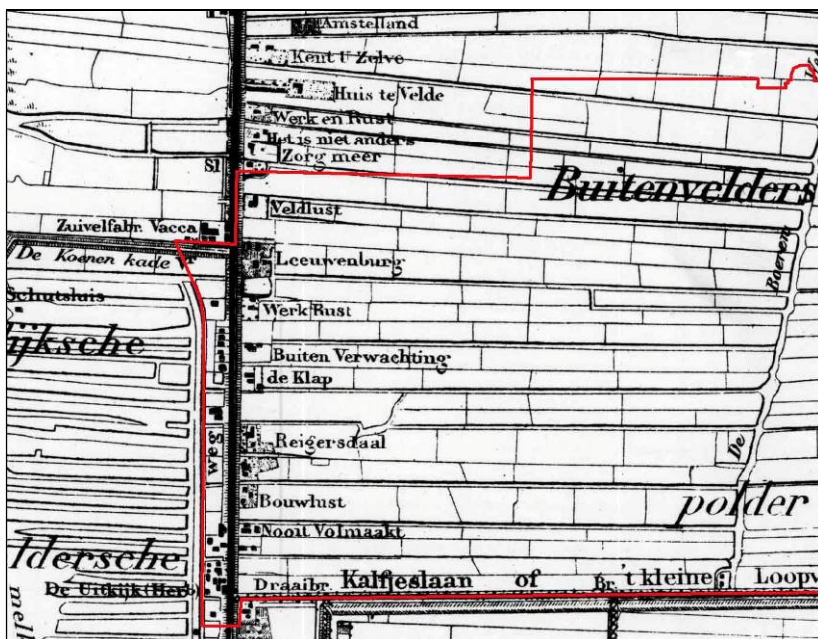 Amstelland
Kent U Zelve
Huis te Velde
Werk en Rust
Het is niet anders
Zorg meer
Sl
Buitenvelders
Veldlust
Zuivelfabr. Vacca
De Koenen kade
Leeuwenburg
Boeren
Schutsluis
Werk Rust
ijksche
Buiten Verwachting
de Klap
weg
Reigersdaal
De
Bouwlust
polder
Nooit Volmaakt
ldersche
De Uitkijk (Herb)
Draaibr. Kalfjeslaan of Br. 't kleine Loopv
melk